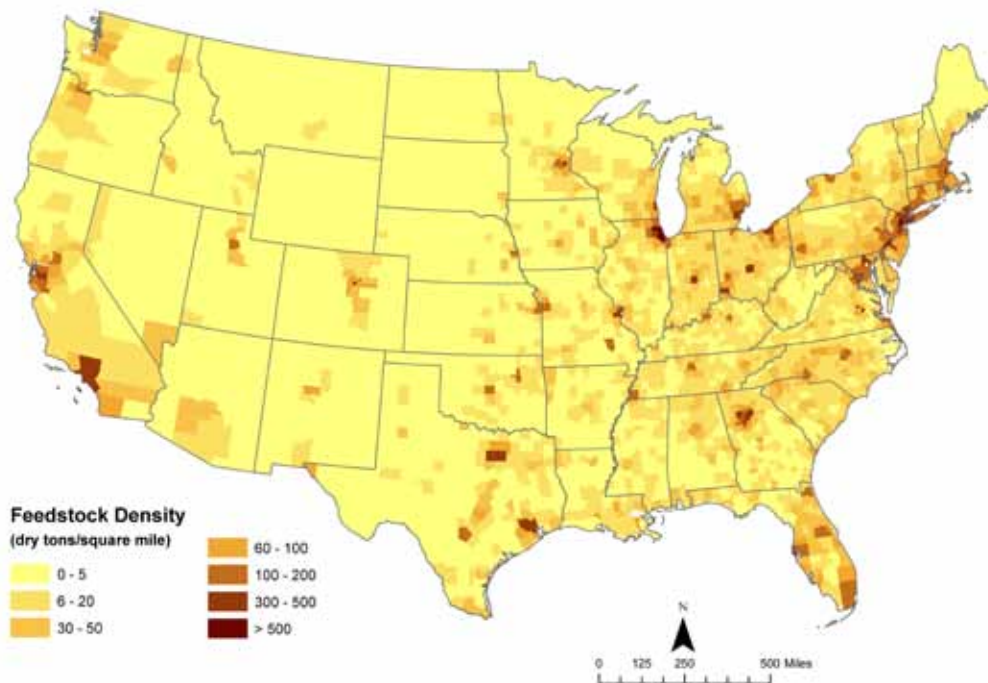 Feedstock Density
(dry tons/square mile)
0 - 5
6 - 20
30 - 50
60 - 100
100 - 200
300 - 500
> 500
N
0 125 250 500 Miles